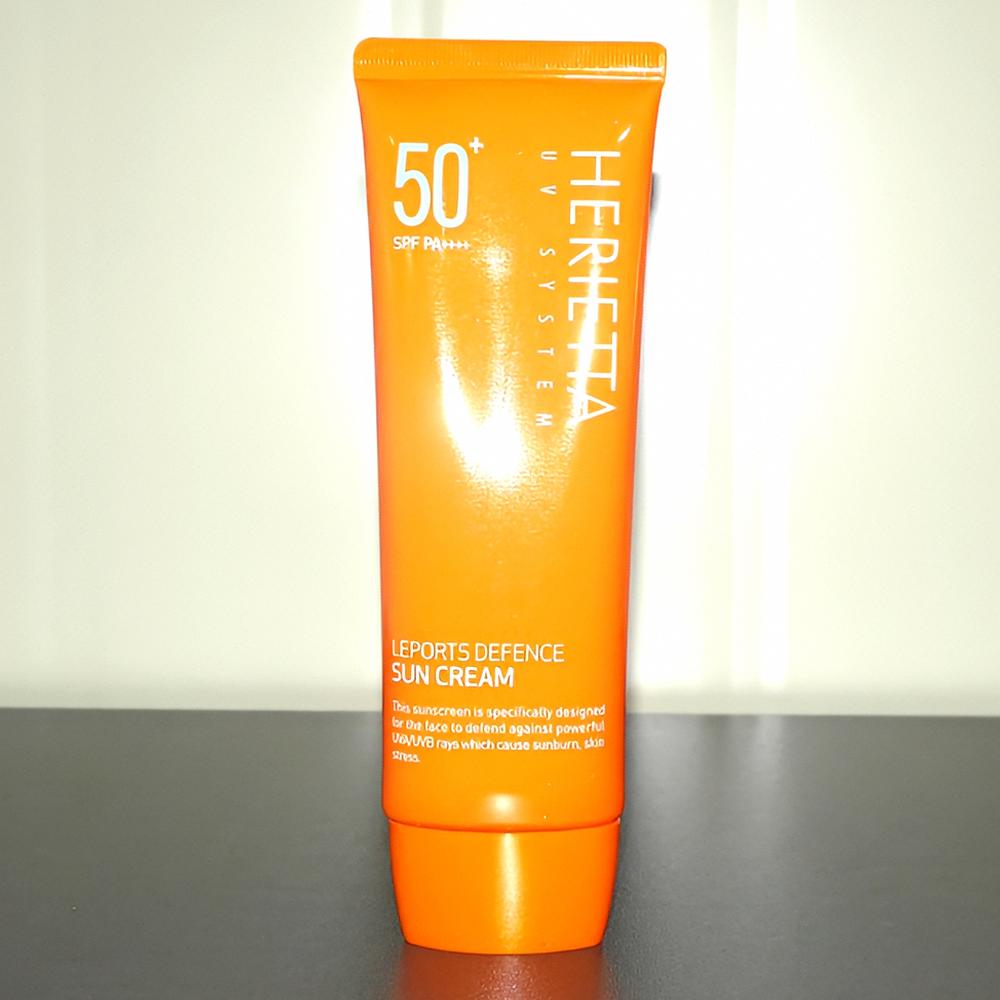 50+
SPF PA++++
HERIETTA
UV SYSTEM
LEPORTS DEFENCE
SUN CREAM
This sunscreen is specifically designed
for the face to defend against powerful
UVA/UVB rays which cause sunburn, skin
stress.